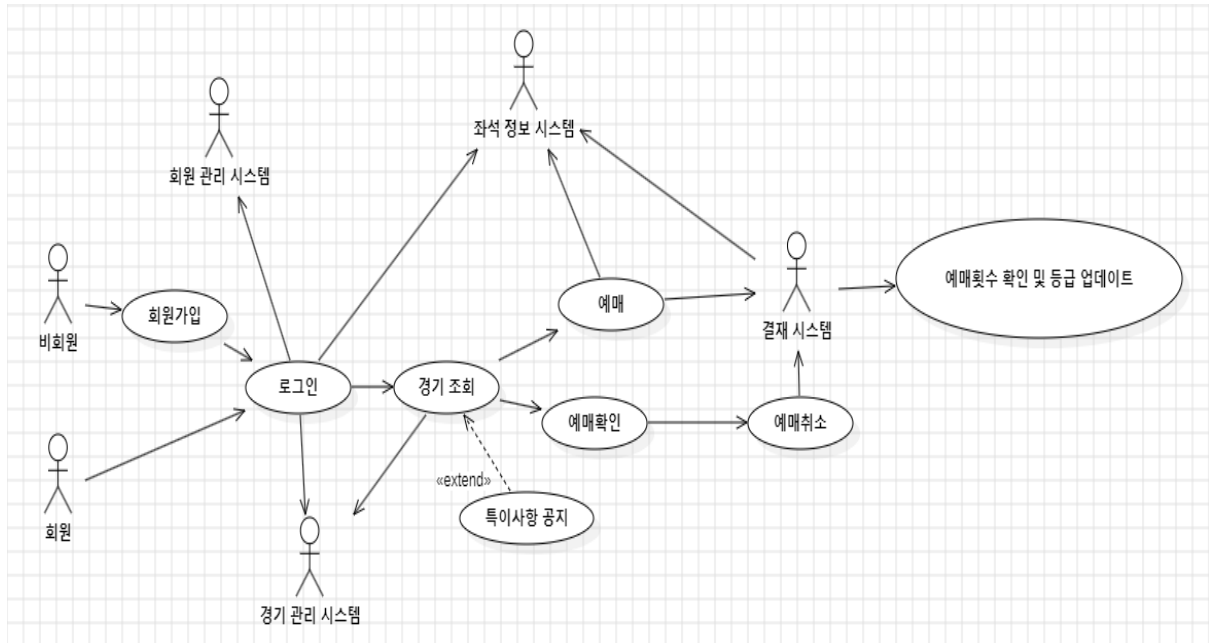 좌석 정보 시스템
회원 관리 시스템
예매횟수 확인 및 등급 업데이트
비회원
회원가입
예매
결재 시스템
로그인
경기 조회
예매확인
예매취소
«extend»
특이사항 공지
회원
경기 관리 시스템